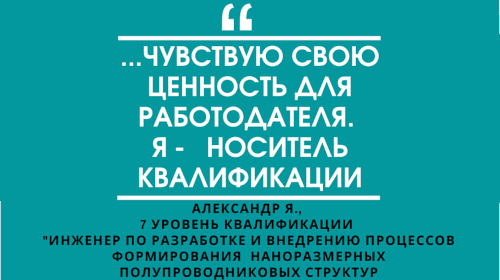 “
...ЧУВСТВУЮ СВОЮ
ЦЕННОСТЬ ДЛЯ
РАБОТОДАТЕЛЯ.
Я - НОСИТЕЛЬ
КВАЛИФИКАЦИИ
АЛЕКСАНДР Я.,
7 УРОВЕНЬ КВАЛИФИКАЦИИ
"ИНЖЕНЕР ПО РАЗРАБОТКЕ И ВНЕДРЕНИЮ ПРОЦЕССОВ
ФОРМИРОВАНИЯ НАНОРАЗМЕРНЫХ
ПОЛУПРОВОДНИКОВЫХ СТРУКТУР